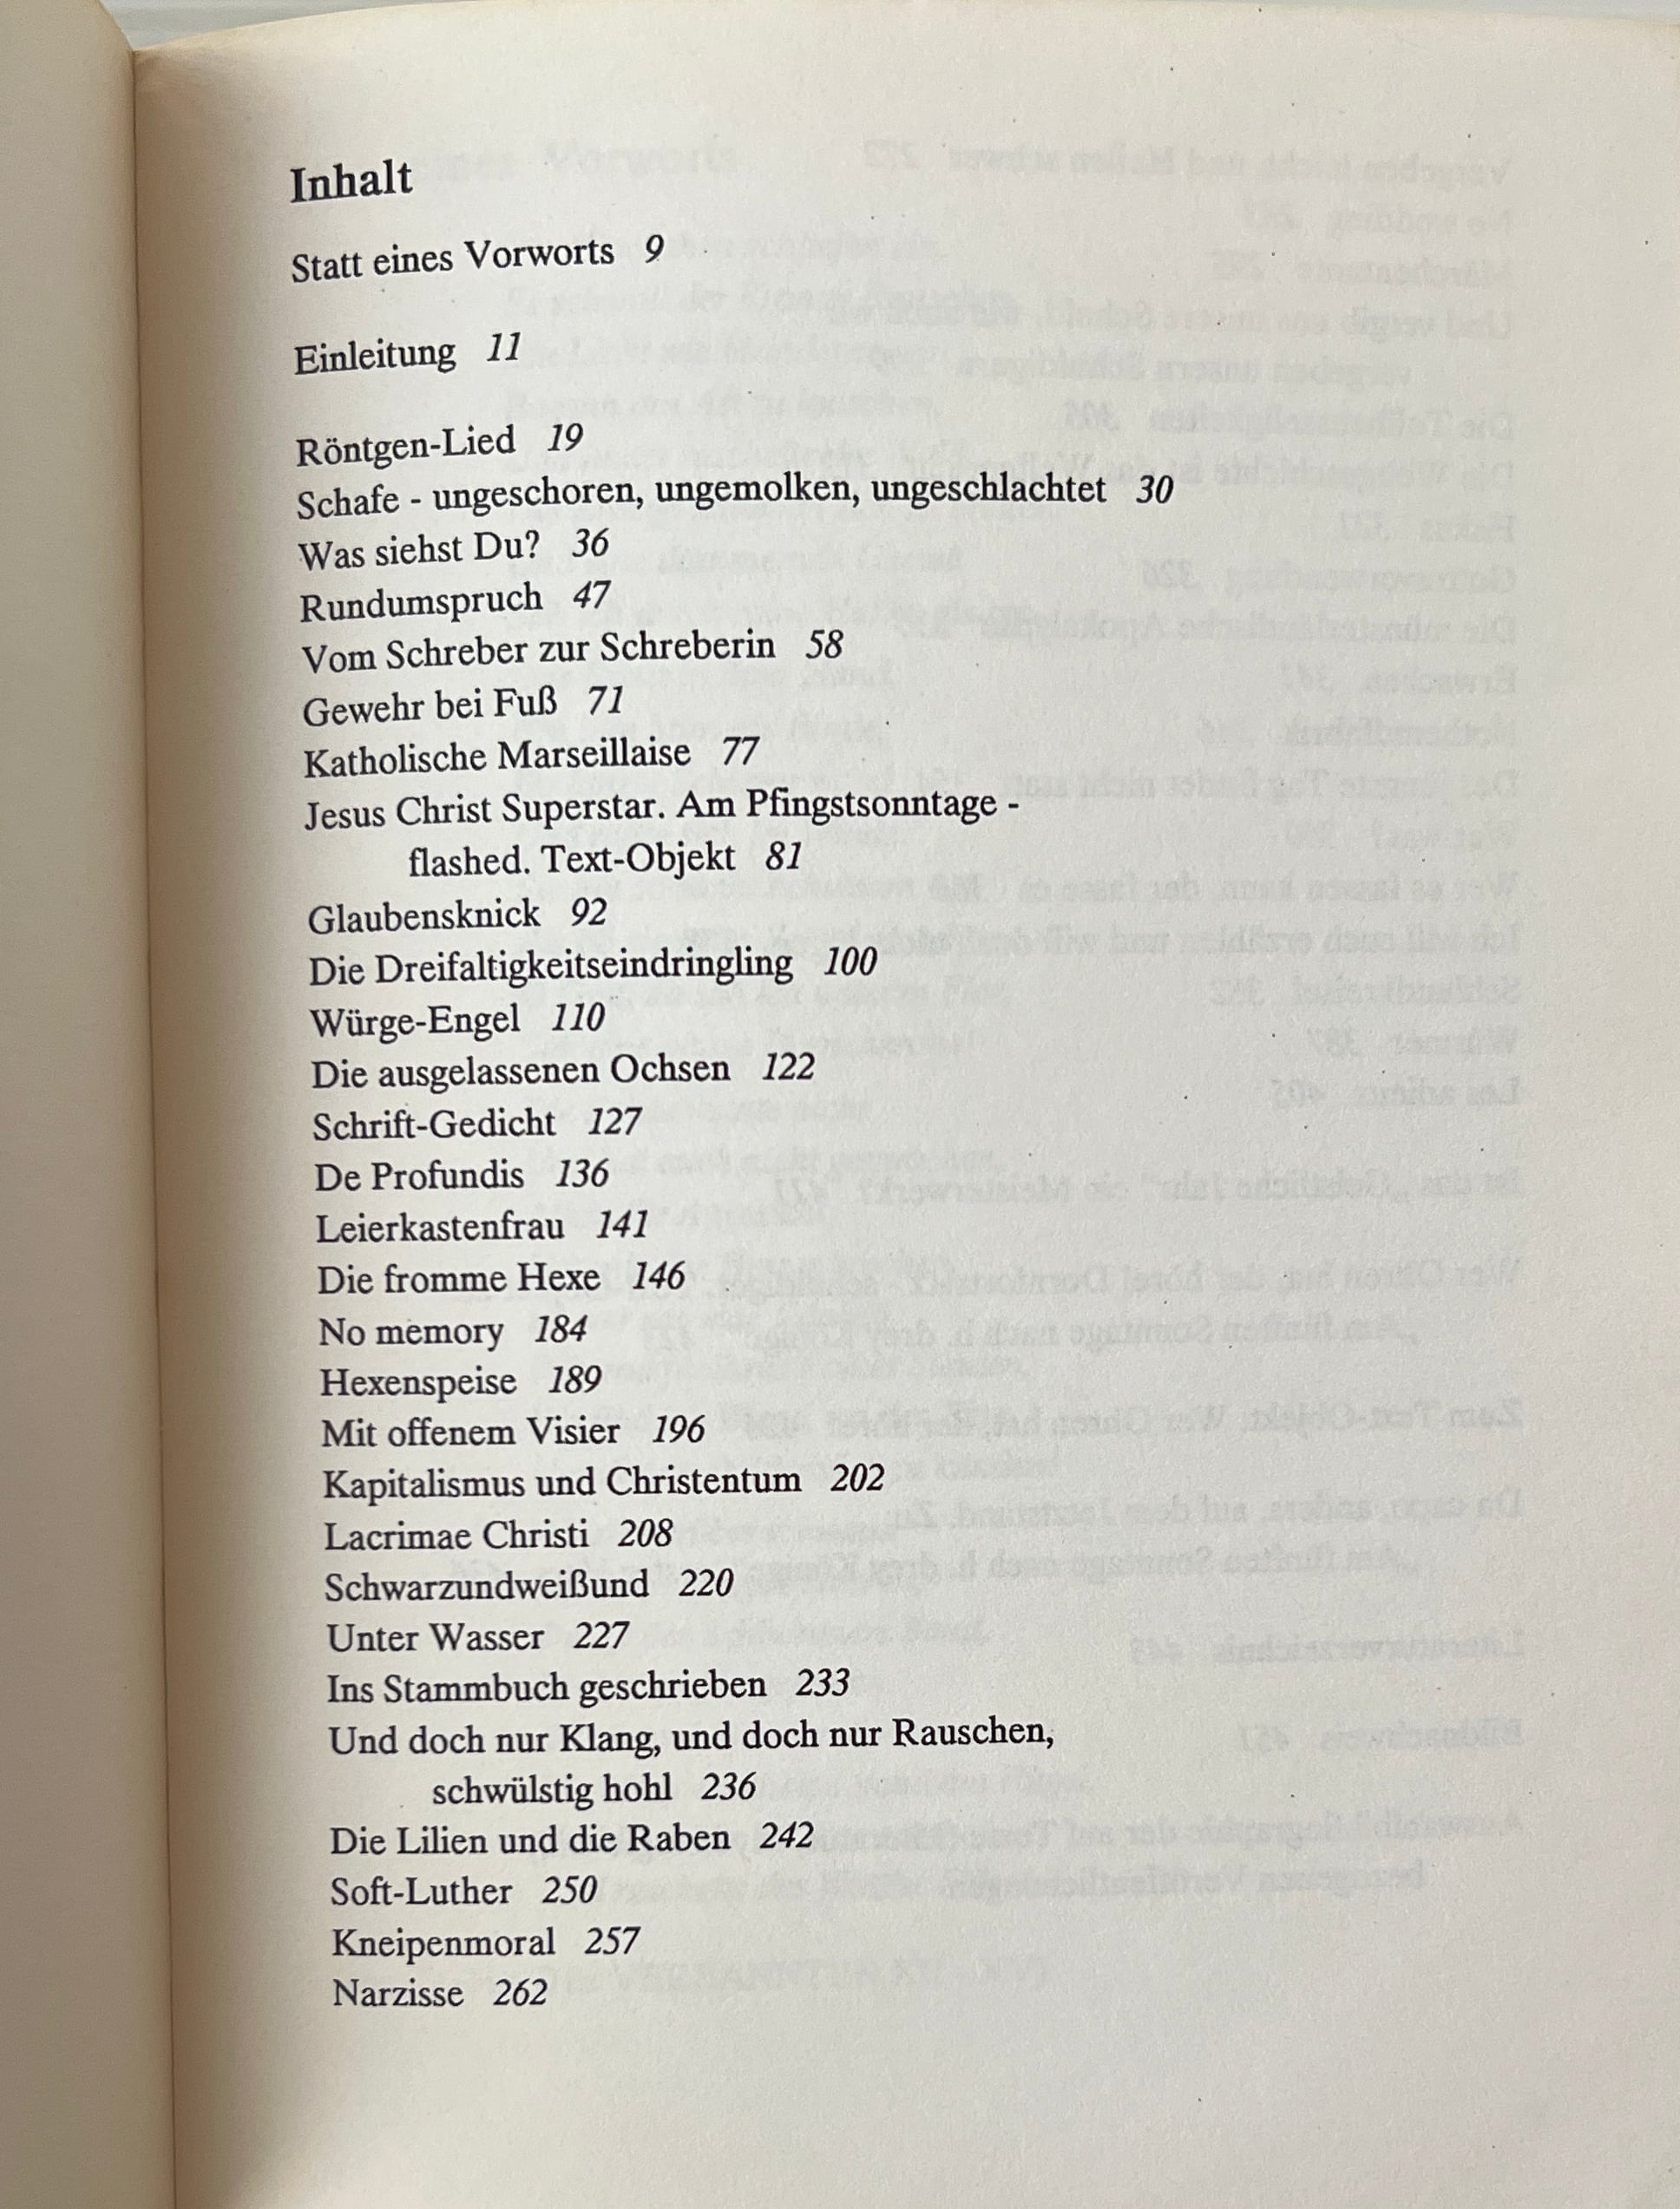 Inhalt
Statt eines Vorworts 9
Einleitung 11
Röntgen-Lied 19
Schafe - ungeschoren, ungemolken, ungeschlachtet 30
Was siehst Du? 36
Rundumspruch 47
Vom Schreber zur Schreberin 58
Gewehr bei Fuß 71
Katholische Marseillaise 77
Jesus Christ Superstar. Am Pfingstsonntage -
flashed. Text-Objekt 81
Glaubensknick 92
Die Dreifaltigkeitseindringling 100
Würge-Engel 110
Die ausgelassenen Ochsen 122
Schrift-Gedicht 127
De Profundis 136
Leierkastenfrau 141
Die fromme Hexe 146
No memory 184
Hexenspeise 189
Mit offenem Visier 196
Kapitalismus und Christentum 202
Lacrimae Christi 208
Schwarzundweißund 220
Unter Wasser 227
Ins Stammbuch geschrieben 233
Und doch nur Klang, und doch nur Rauschen,
schwülstig hohl 236
Die Lilien und die Raben 242
Soft-Luther 250
Kneipenmoral 257
Narzisse 262